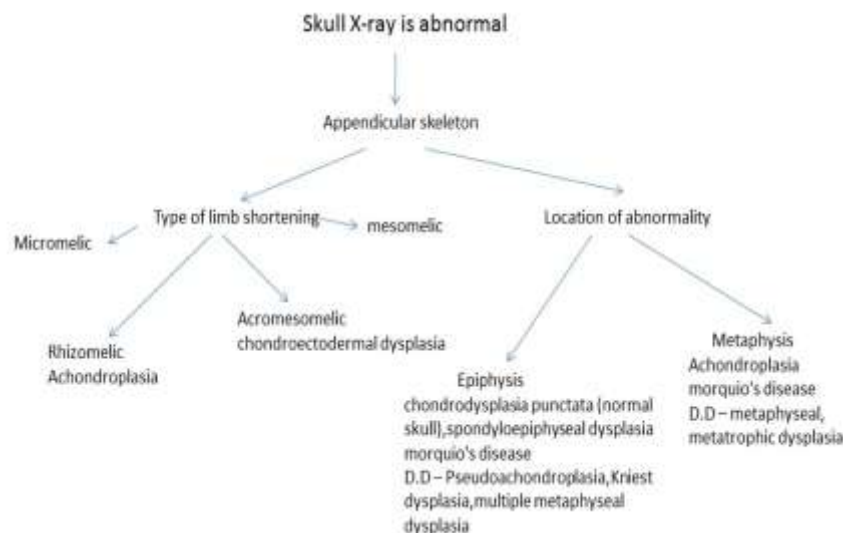 Skull X-ray is abnormal
Appendicular skeleton
Type of limb shortening
Location of abnormality
Micromelic
mesomelic
Rhizomelic
Achondroplasia
Acromesomelic
chondroectodermal dysplasia
Epiphysis
chondrodysplasia punctata (normal
skull),spondyloepiphyseal dysplasia
morquio's disease
D.D – Pseudoachondroplasia,Kniest
dysplasia,multiple metaphyseal
dysplasia
Metaphysis
Achondroplasia
morquio's disease
D.D – metaphyseal,
metatrophic dysplasia